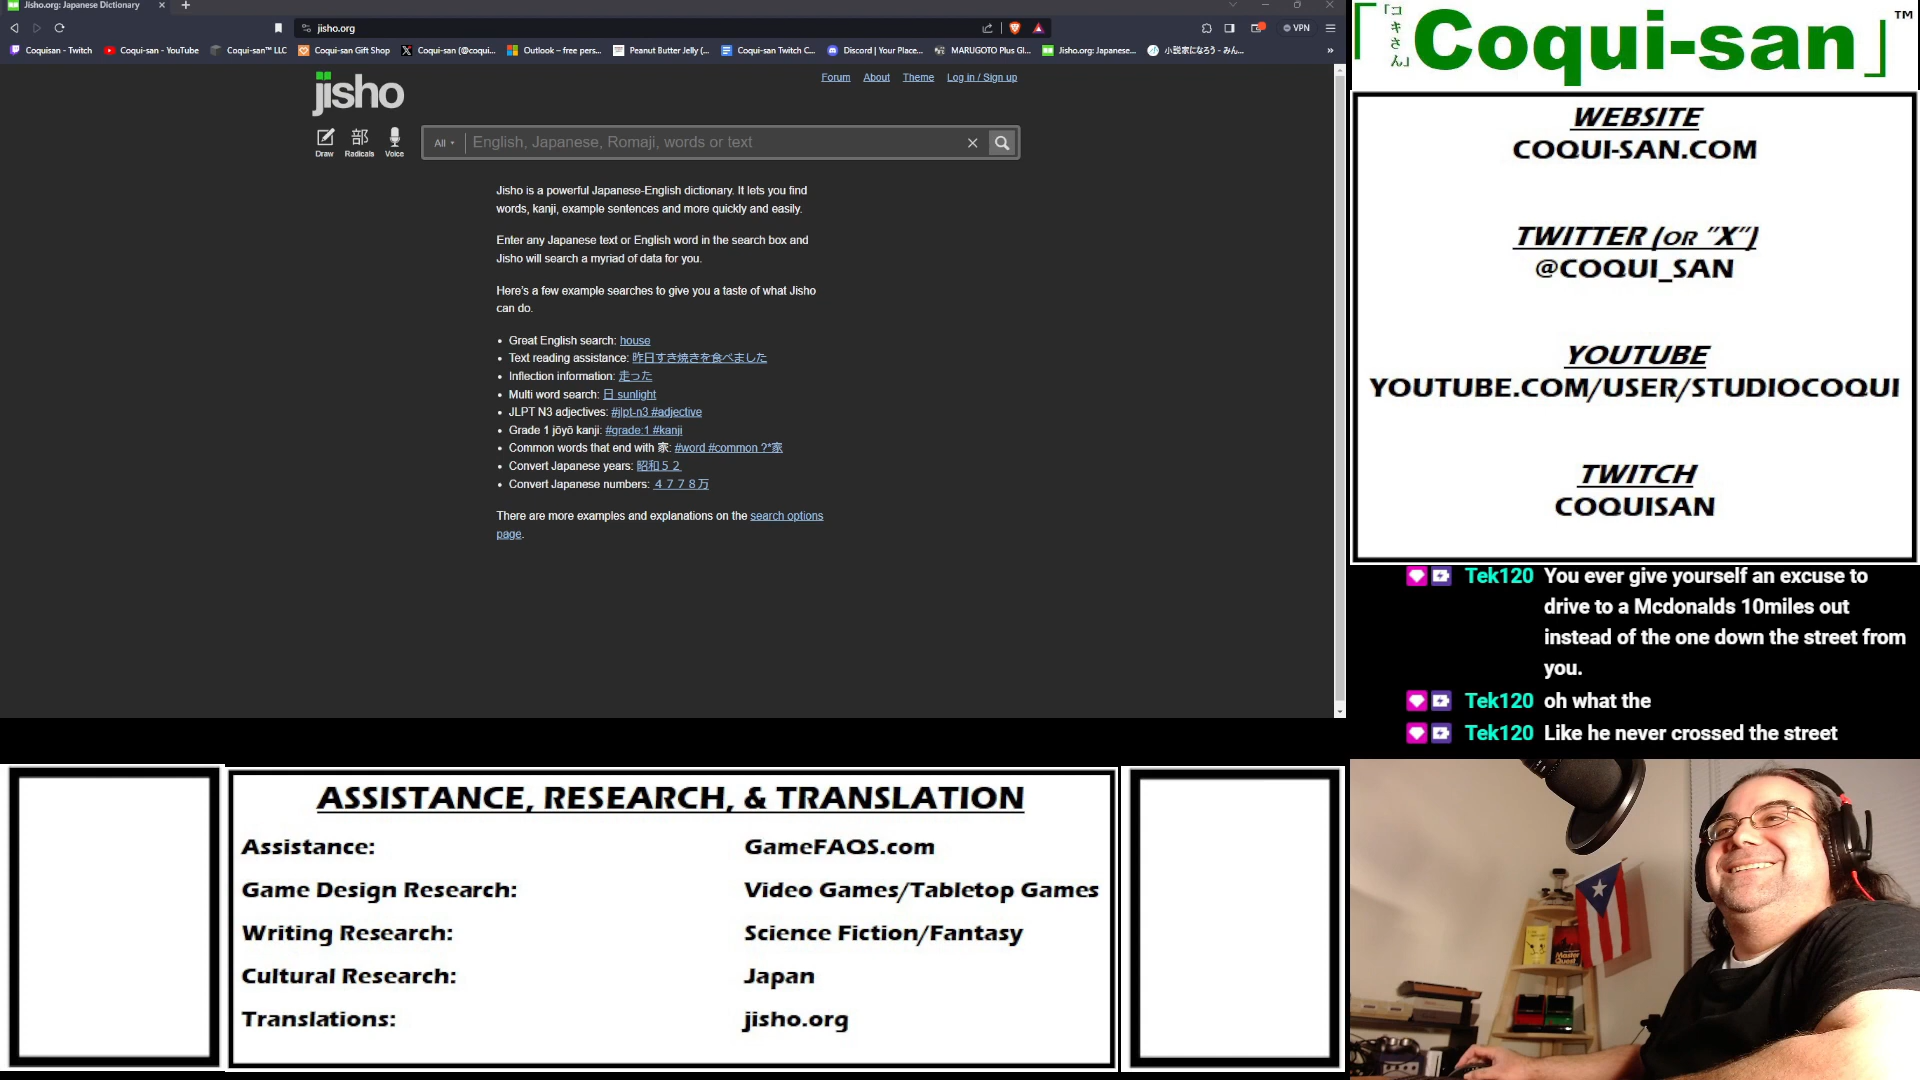 Jisho.org: Japanese Dictionary
jisho.org
VPN
Coquisan - Twitch
Coqui-san - YouTube
Coqui-san™ LLC
Coqui-san Gift Shop
Coqui-san (@coqui...
Outlook – free pers...
Peanut Butter Jelly (...
Coqui-san Twitch C...
Discord | Your Place...
MARUGOTO Plus Gl...
Jisho.org: Japanese...
小説家になろう - みん...
jisho
Forum About Theme Log in / Sign up
部
Draw Radicals Voice
All English, Japanese, Romaji, words or text
Jisho is a powerful Japanese-English dictionary. It lets you find
words, kanji, example sentences and more quickly and easily.
Enter any Japanese text or English word in the search box and
Jisho will search a myriad of data for you.
Here's a few example searches to give you a taste of what Jisho
can do.
• Great English search: house
• Text reading assistance: 昨日すき焼きを食べました
• Inflection information: 走った
• Multi word search: 日 sunlight
• JLPT N3 adjectives: #jlpt-n3 #adjective
• Grade 1 jōyō kanji: #grade:1 #kanji
• Common words that end with 家: #word #common ?*家
• Convert Japanese years: 昭和５２
• Convert Japanese numbers: ４７７８万
There are more examples and explanations on the search options
page.
「コキさん」
「Coqui-san」™
WEBSITE
COQUI-SAN.COM
TWITTER (OR "X")
@COQUI_SAN
YOUTUBE
YOUTUBE.COM/USER/STUDIOCOQUI
TWITCH
COQUISAN
Tek120 You ever give yourself an excuse to
drive to a Mcdonalds 10miles out
instead of the one down the street from
you.
Tek120 oh what the
Tek120 Like he never crossed the street
ASSISTANCE, RESEARCH, & TRANSLATION
Assistance: GameFAQS.com
Game Design Research: Video Games/Tabletop Games
Writing Research: Science Fiction/Fantasy
Cultural Research: Japan
Translations: jisho.org
Master
Quest